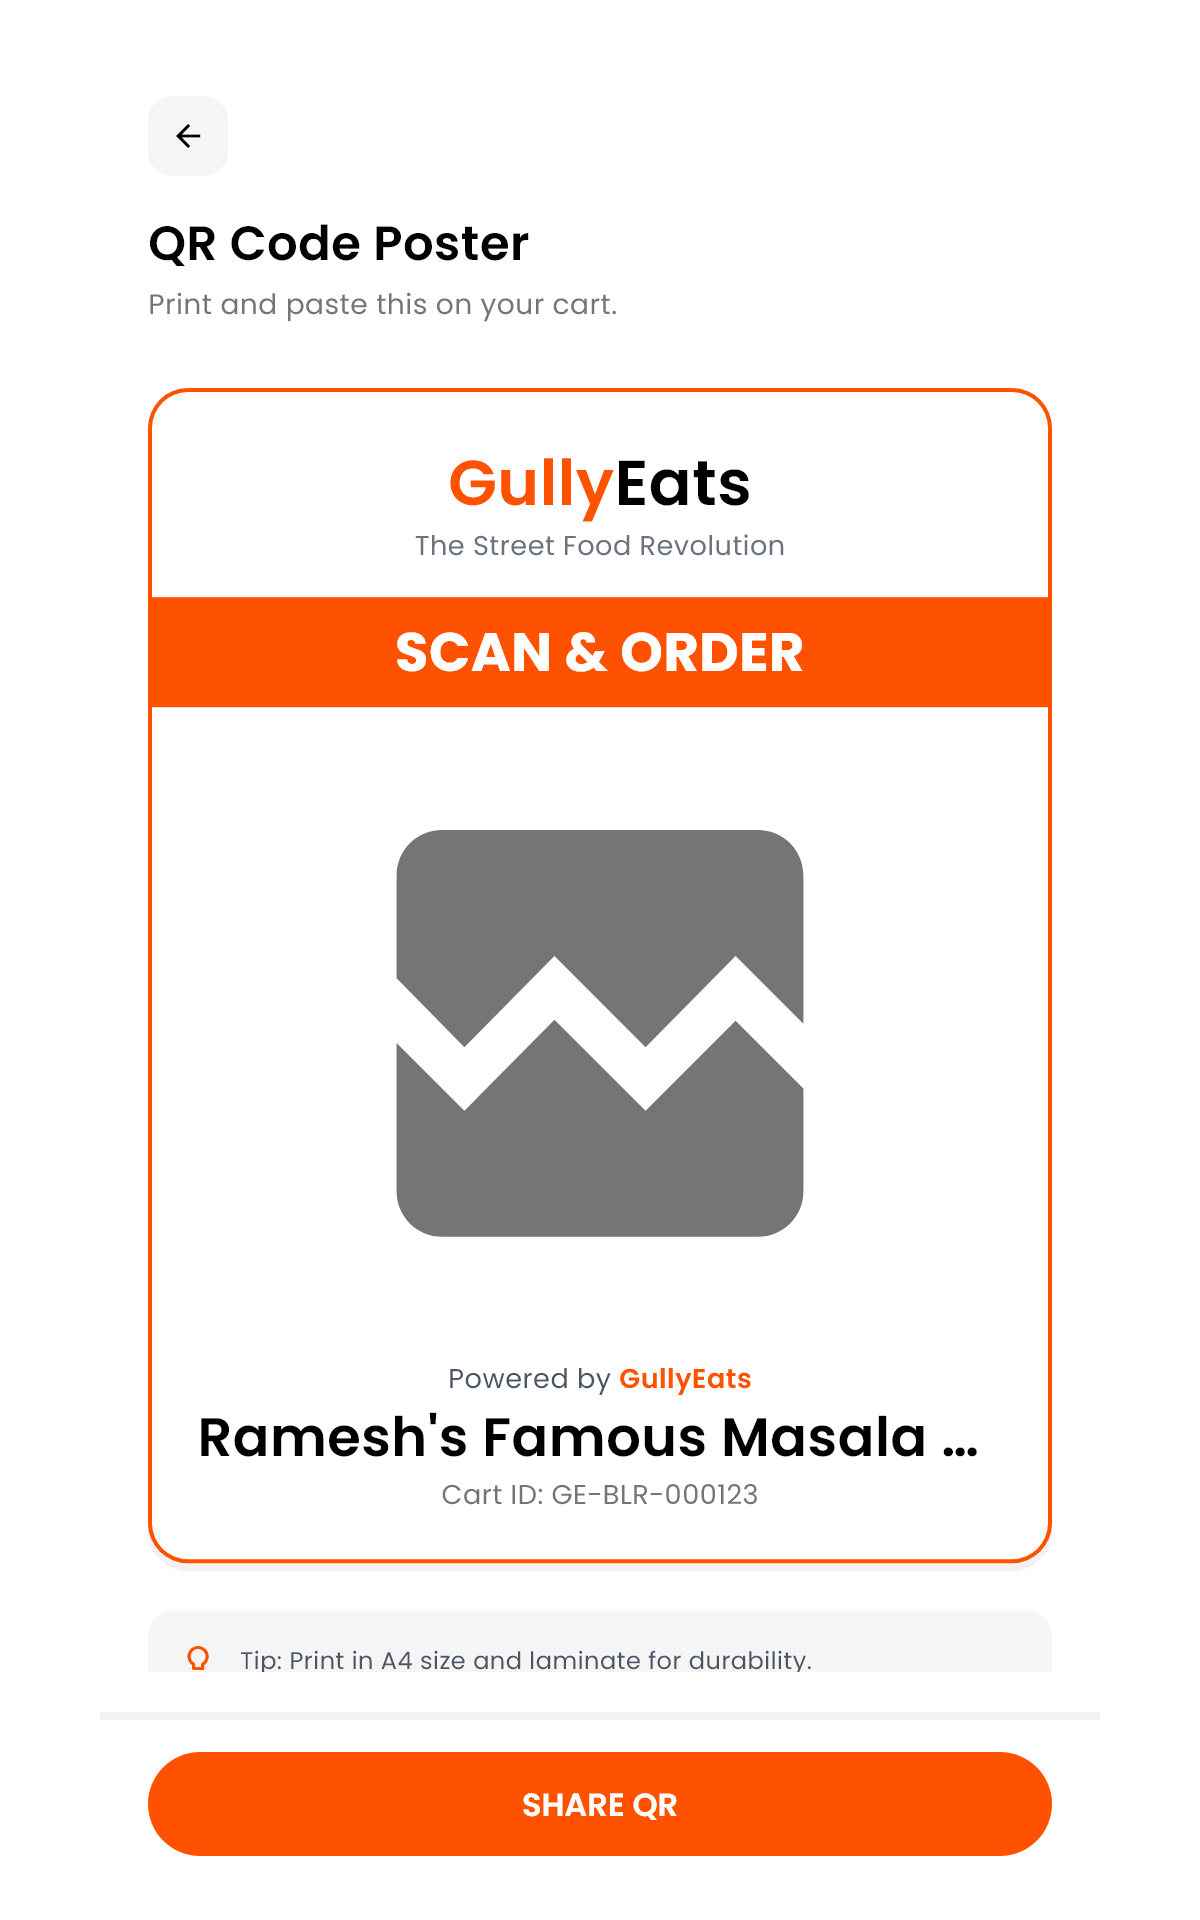 QR Code Poster
Print and paste this on your cart.
GullyEats
The Street Food Revolution
SCAN & ORDER
Powered by GullyEats
Ramesh's Famous Masala ...
Cart ID: GE-BLR-000123
Tip: Print in A4 size and laminate for durability.
SHARE QR